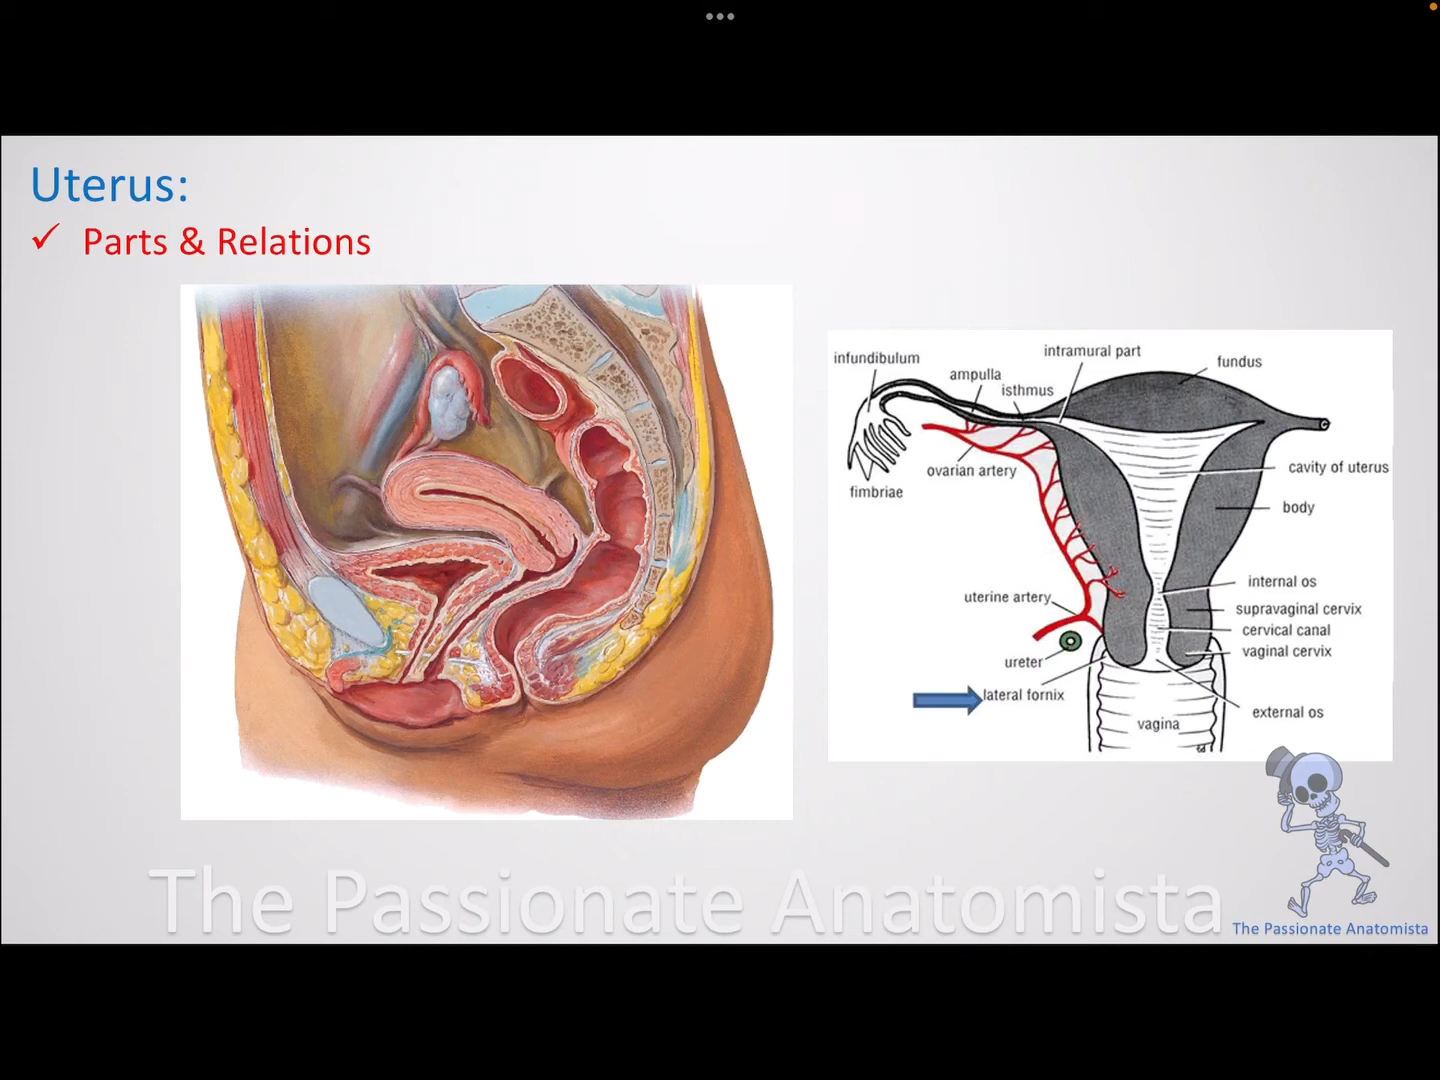 Uterus:
✓ Parts & Relations
infundibulum
intramural part
fundus
ampulla
isthmus
ovarian artery
cavity of uterus
fimbriae
body
internal os
uterine artery
supravaginal cervix
cervical canal
vaginal cervix
ureter
lateral fornix
external os
vagina
The Passionate Anatomista
The Passionate Anatomista